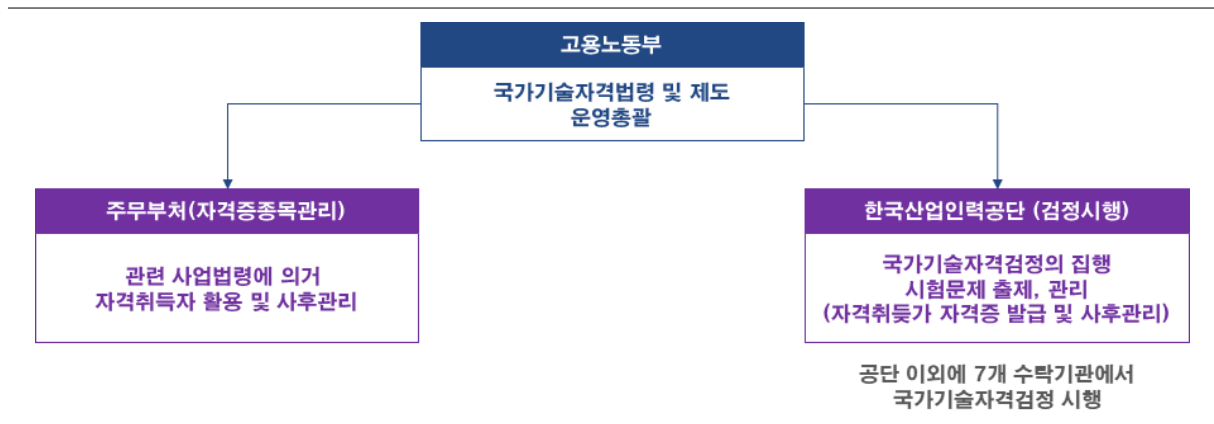 고용노동부
국가기술자격법령 및 제도
운영총괄
주무부처(자격증종목관리)
관련 사업법령에 의거
자격취득자 활용 및 사후관리
한국산업인력공단 (검정시행)
국가기술자격검정의 집행
시험문제 출제, 관리
(자격취듲가 자격증 발급 및 사후관리)
공단 이외에 7개 수탁기관에서
국가기술자격검정 시행